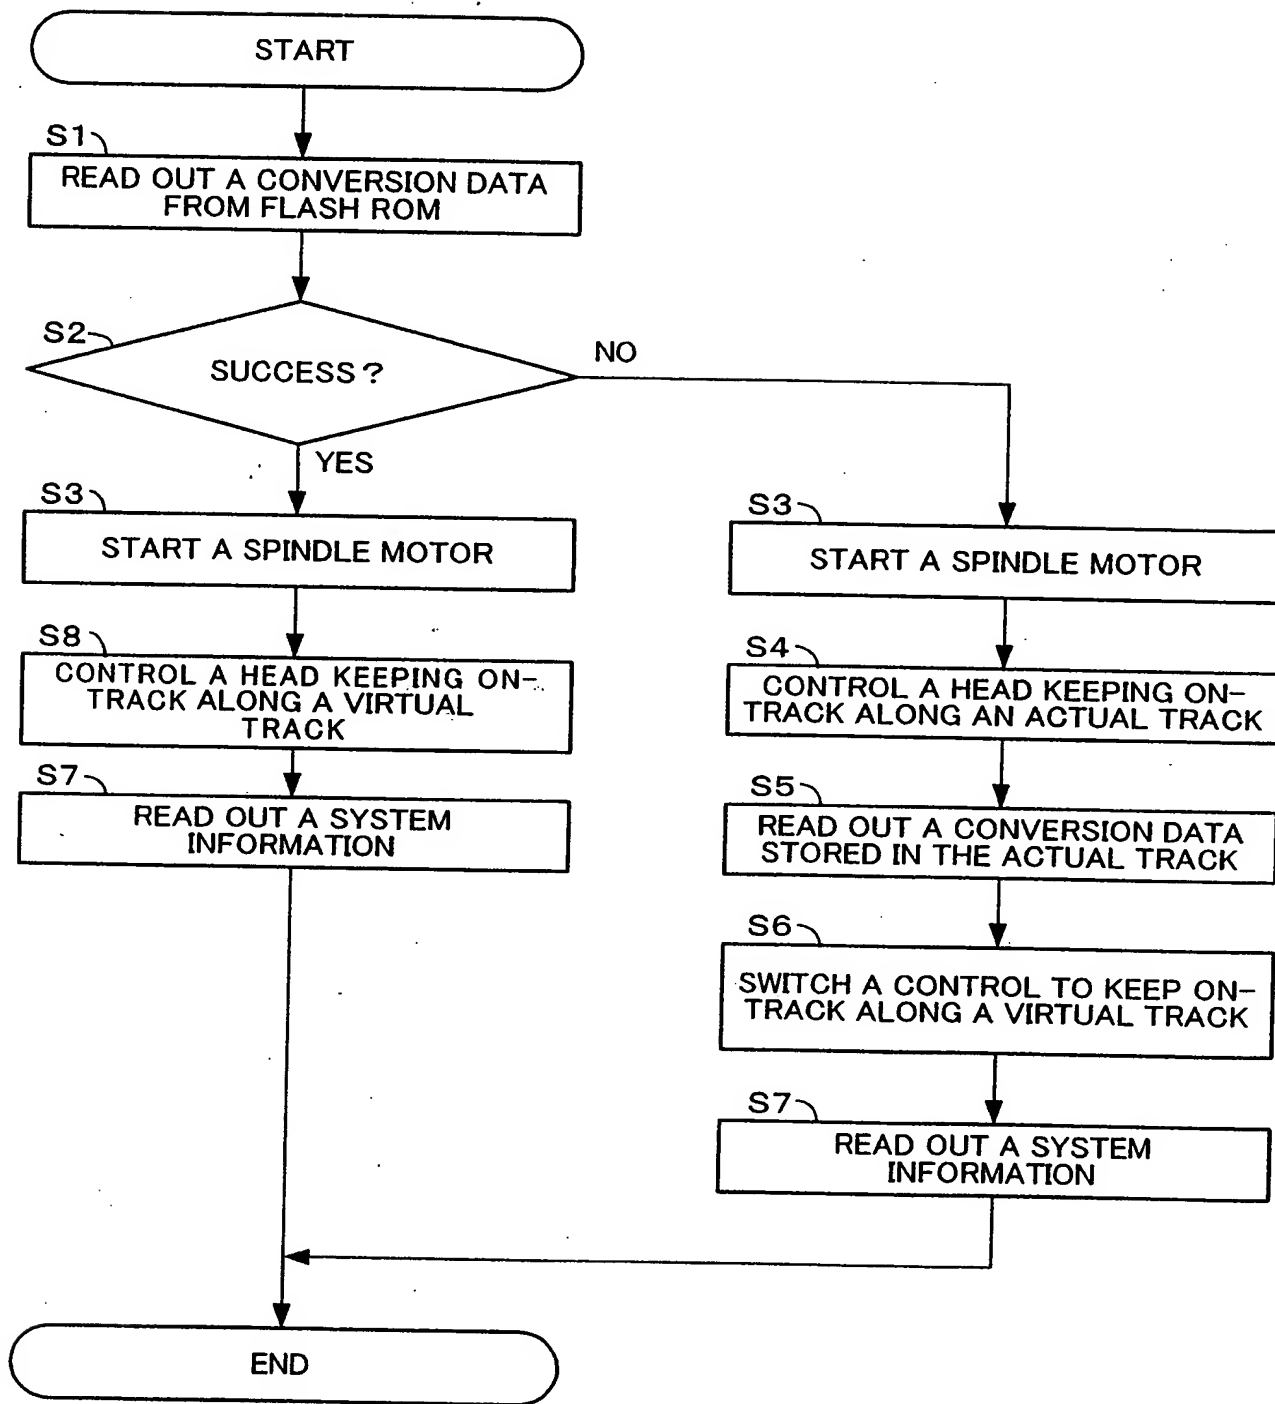 START
S1
READ OUT A CONVERSION DATA
FROM FLASH ROM
S2
SUCCESS?
NO
YES
S3
START A SPINDLE MOTOR
S8
CONTROL A HEAD KEEPING ON-
TRACK ALONG A VIRTUAL
TRACK
S7
READ OUT A SYSTEM
INFORMATION
S3
START A SPINDLE MOTOR
S4
CONTROL A HEAD KEEPING ON-
TRACK ALONG AN ACTUAL TRACK
S5
READ OUT A CONVERSION DATA
STORED IN THE ACTUAL TRACK
S6
SWITCH A CONTROL TO KEEP ON-
TRACK ALONG A VIRTUAL TRACK
S7
READ OUT A SYSTEM
INFORMATION
END